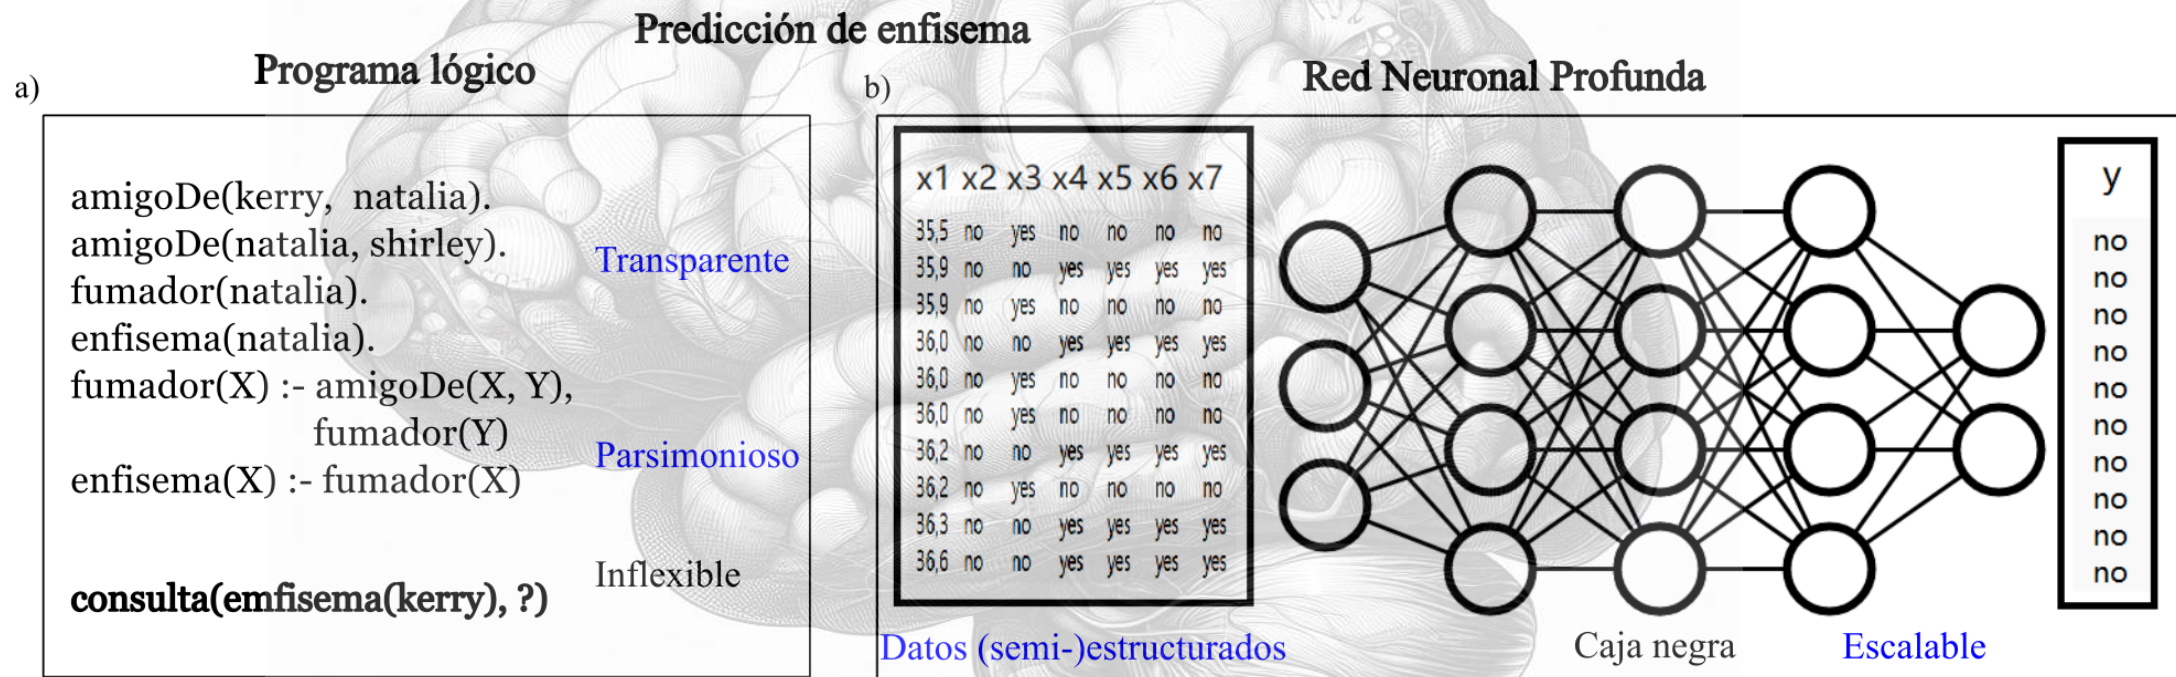 Predicción de enfisema
Programa lógico
a)
amigoDe(kerry, natalia).
amigoDe(natalia, shirley).
fumador(natalia).
enfisema(natalia).
fumador(X) :- amigoDe(X, Y),
fumador(Y)
enfisema(X) :- fumador(X)
consulta(emfisema(kerry), ?)
Transparente
Parsimonioso
Inflexible
b)
Red Neuronal Profunda
x1 x2 x3 x4 x5 x6 x7
35,5 no yes no no no no
35,9 no no yes yes yes yes
35,9 no yes no no no no
36,0 no no yes yes yes yes
36,0 no yes no no no no
36,0 no yes no no no no
36,2 no no yes yes yes yes
36,2 no yes no no no no
36,3 no no yes yes yes yes
36,6 no no yes yes yes yes
y
no
no
no
no
no
no
no
no
no
no
Datos (semi-)estructurados
Caja negra
Escalable